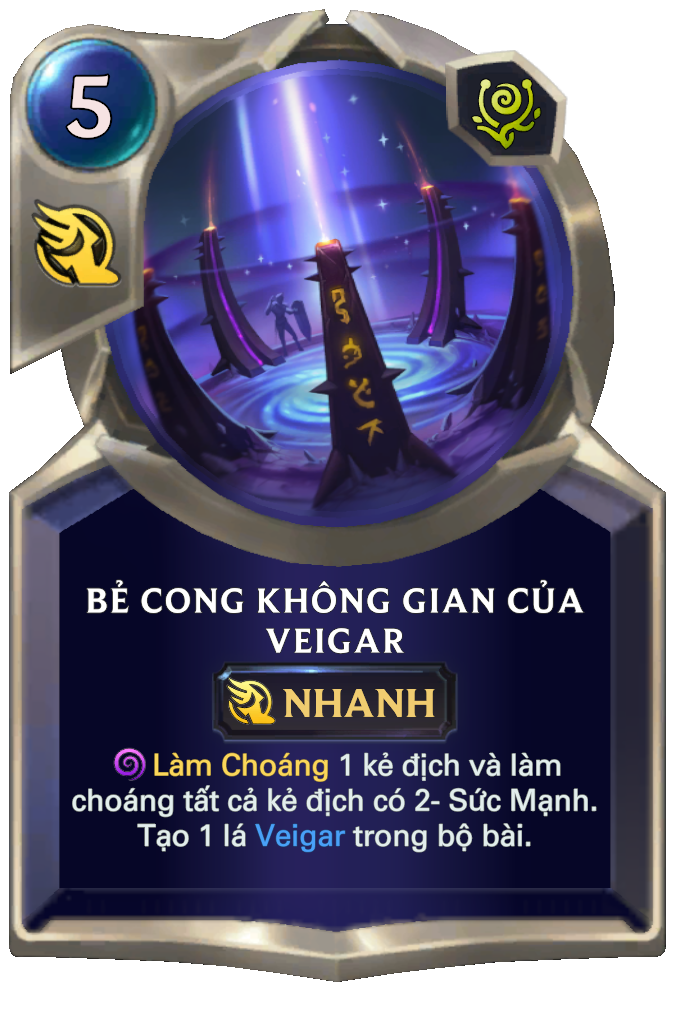 5
BẺ CONG KHÔNG GIAN CỦA
VEIGAR
NHANH
Làm Choáng 1 kẻ địch và làm
choáng tất cả kẻ địch có 2- Sức Mạnh.
Tạo 1 lá Veigar trong bộ bài.